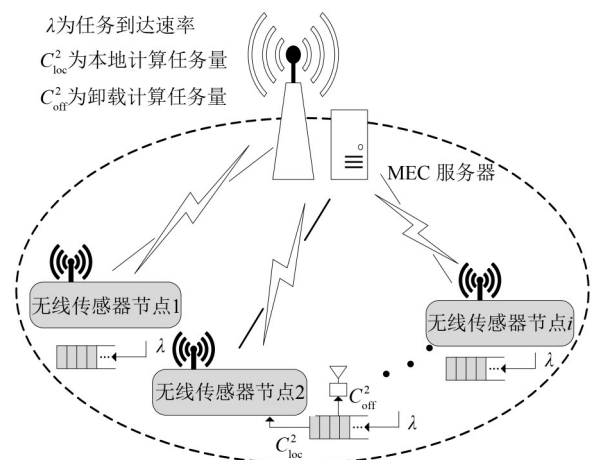 λ为任务到达速率
C²loc为本地计算任务量
C²off为卸载计算任务量
MEC 服务器
无线传感器节点1
λ
无线传感器节点2
C²off
C²loc
λ
无线传感器节点i
λ